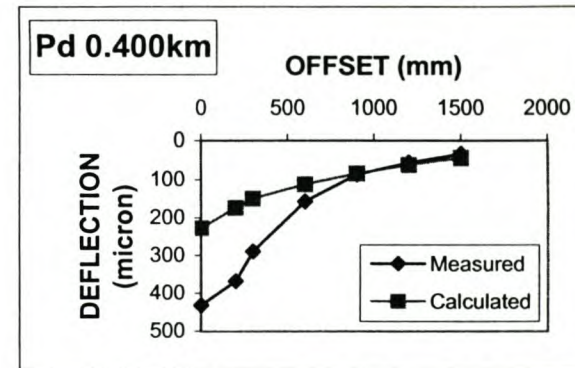 Pd 0.400km
OFFSET (mm)
0 500 1000 1500 2000
0
100
200
300
400
500
DEFLECTION
(micron)
Measured
Calculated